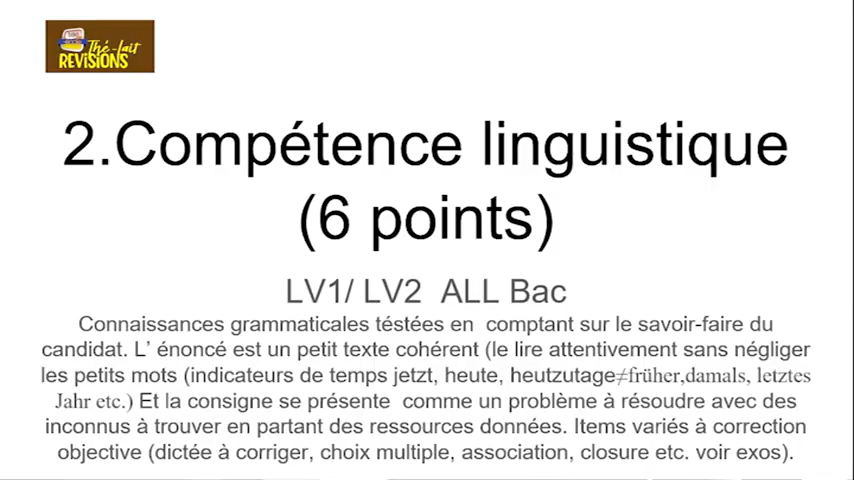 Thé-lait
REVISIONS
2.Compétence linguistique
(6 points)
LV1/ LV2 ALL Bac
Connaissances grammaticales téstées en comptant sur le savoir-faire du
candidat. L’ énoncé est un petit texte cohérent (le lire attentivement sans négliger
les petits mots (indicateurs de temps jetzt, heute, heutzutage≠früher,damals, letztes
Jahr etc.) Et la consigne se présente comme un problème à résoudre avec des
inconnus à trouver en partant des ressources données. Items variés à correction
objective (dictée à corriger, choix multiple, association, closure etc. voir exos).